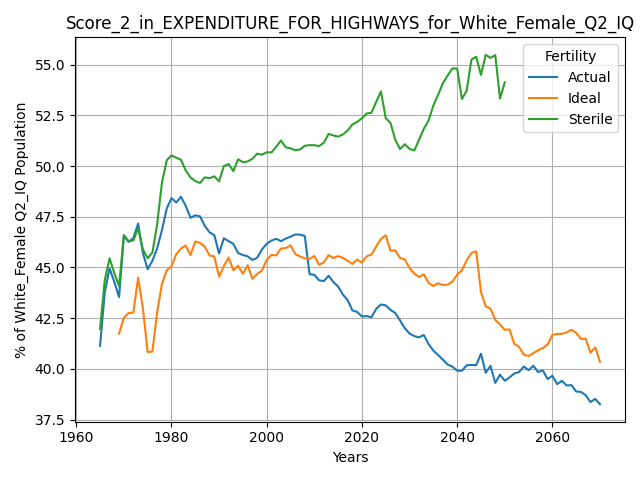 Score_2_in_EXPENDITURE_FOR_HIGHWAYS_for_White_Female_Q2_IQ
Fertility
Actual
Ideal
Sterile
% of White_Female Q2_IQ Population
55.0
52.5
50.0
47.5
45.0
42.5
40.0
37.5
1960 1980 2000 2020 2040 2060
Years